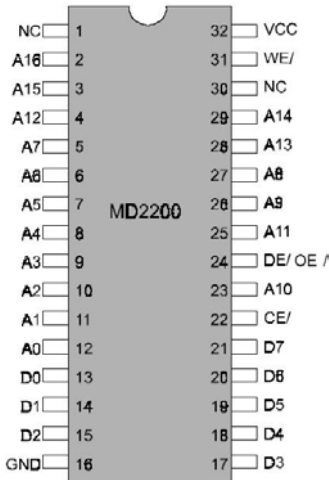 NC 1 32 VCC
A16 2 31 WE/
A15 3 30 NC
A12 4 29 A14
A7 5 28 A13
A6 6 27 A8
A5 7 26 A9
MD2200
A4 8 25 A11
A3 9 24 DE/ OE /
A2 10 23 A10
A1 11 22 CE/
A0 12 21 D7
D0 13 20 D6
D1 14 19 D5
D2 15 18 D4
GND 16 17 D3